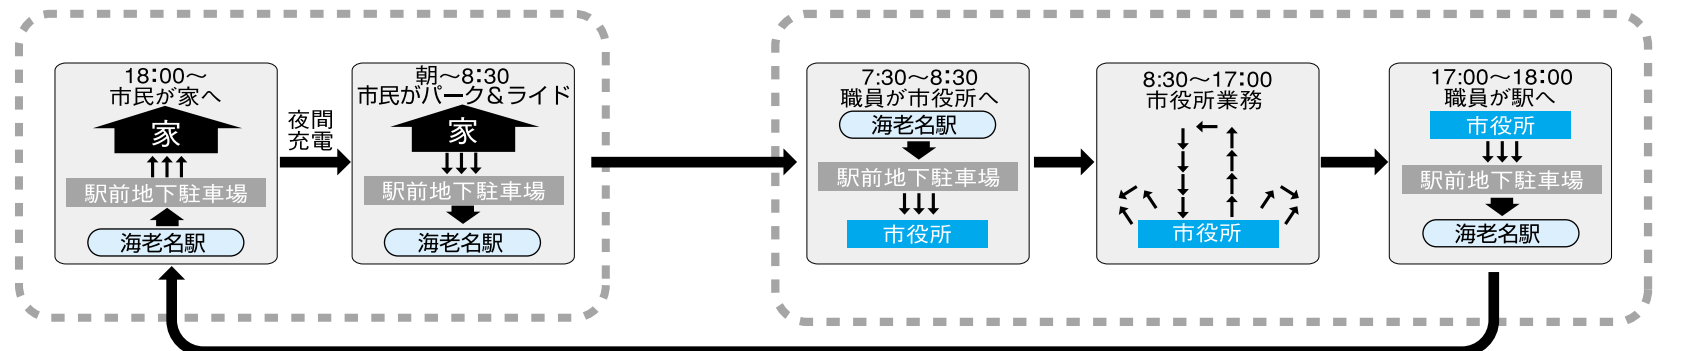 18:00〜
市民が家へ
家
駅前地下駐車場
海老名駅
夜間
充電
朝〜8:30
市民がパーク＆ライド
家
駅前地下駐車場
海老名駅
7:30〜8:30
職員が市役所へ
海老名駅
駅前地下駐車場
市役所
8:30〜17:00
市役所業務
市役所
17:00〜18:00
職員が駅へ
市役所
駅前地下駐車場
海老名駅